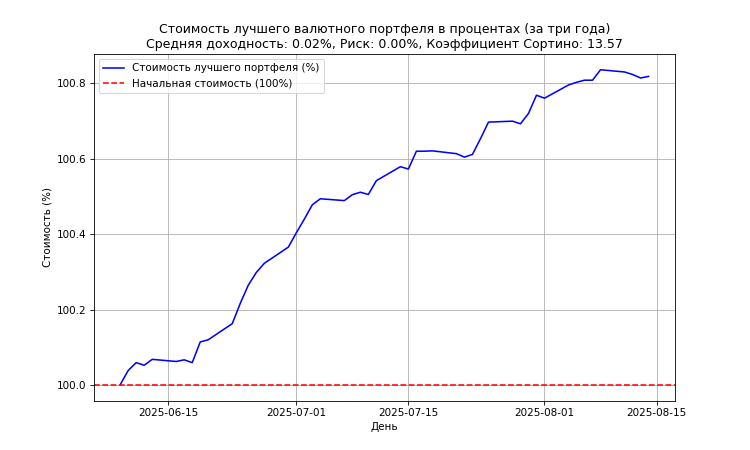 Стоимость лучшего валютного портфеля в процентах (за три года)
Средняя доходность: 0.02%, Риск: 0.00%, Коэффициент Сортино: 13.57
Стоимость лучшего портфеля (%)
Начальная стоимость (100%)
Стоимость (%)
100.8
100.6
100.4
100.2
100.0
2025-06-15
2025-07-01
2025-07-15
2025-08-01
2025-08-15
День